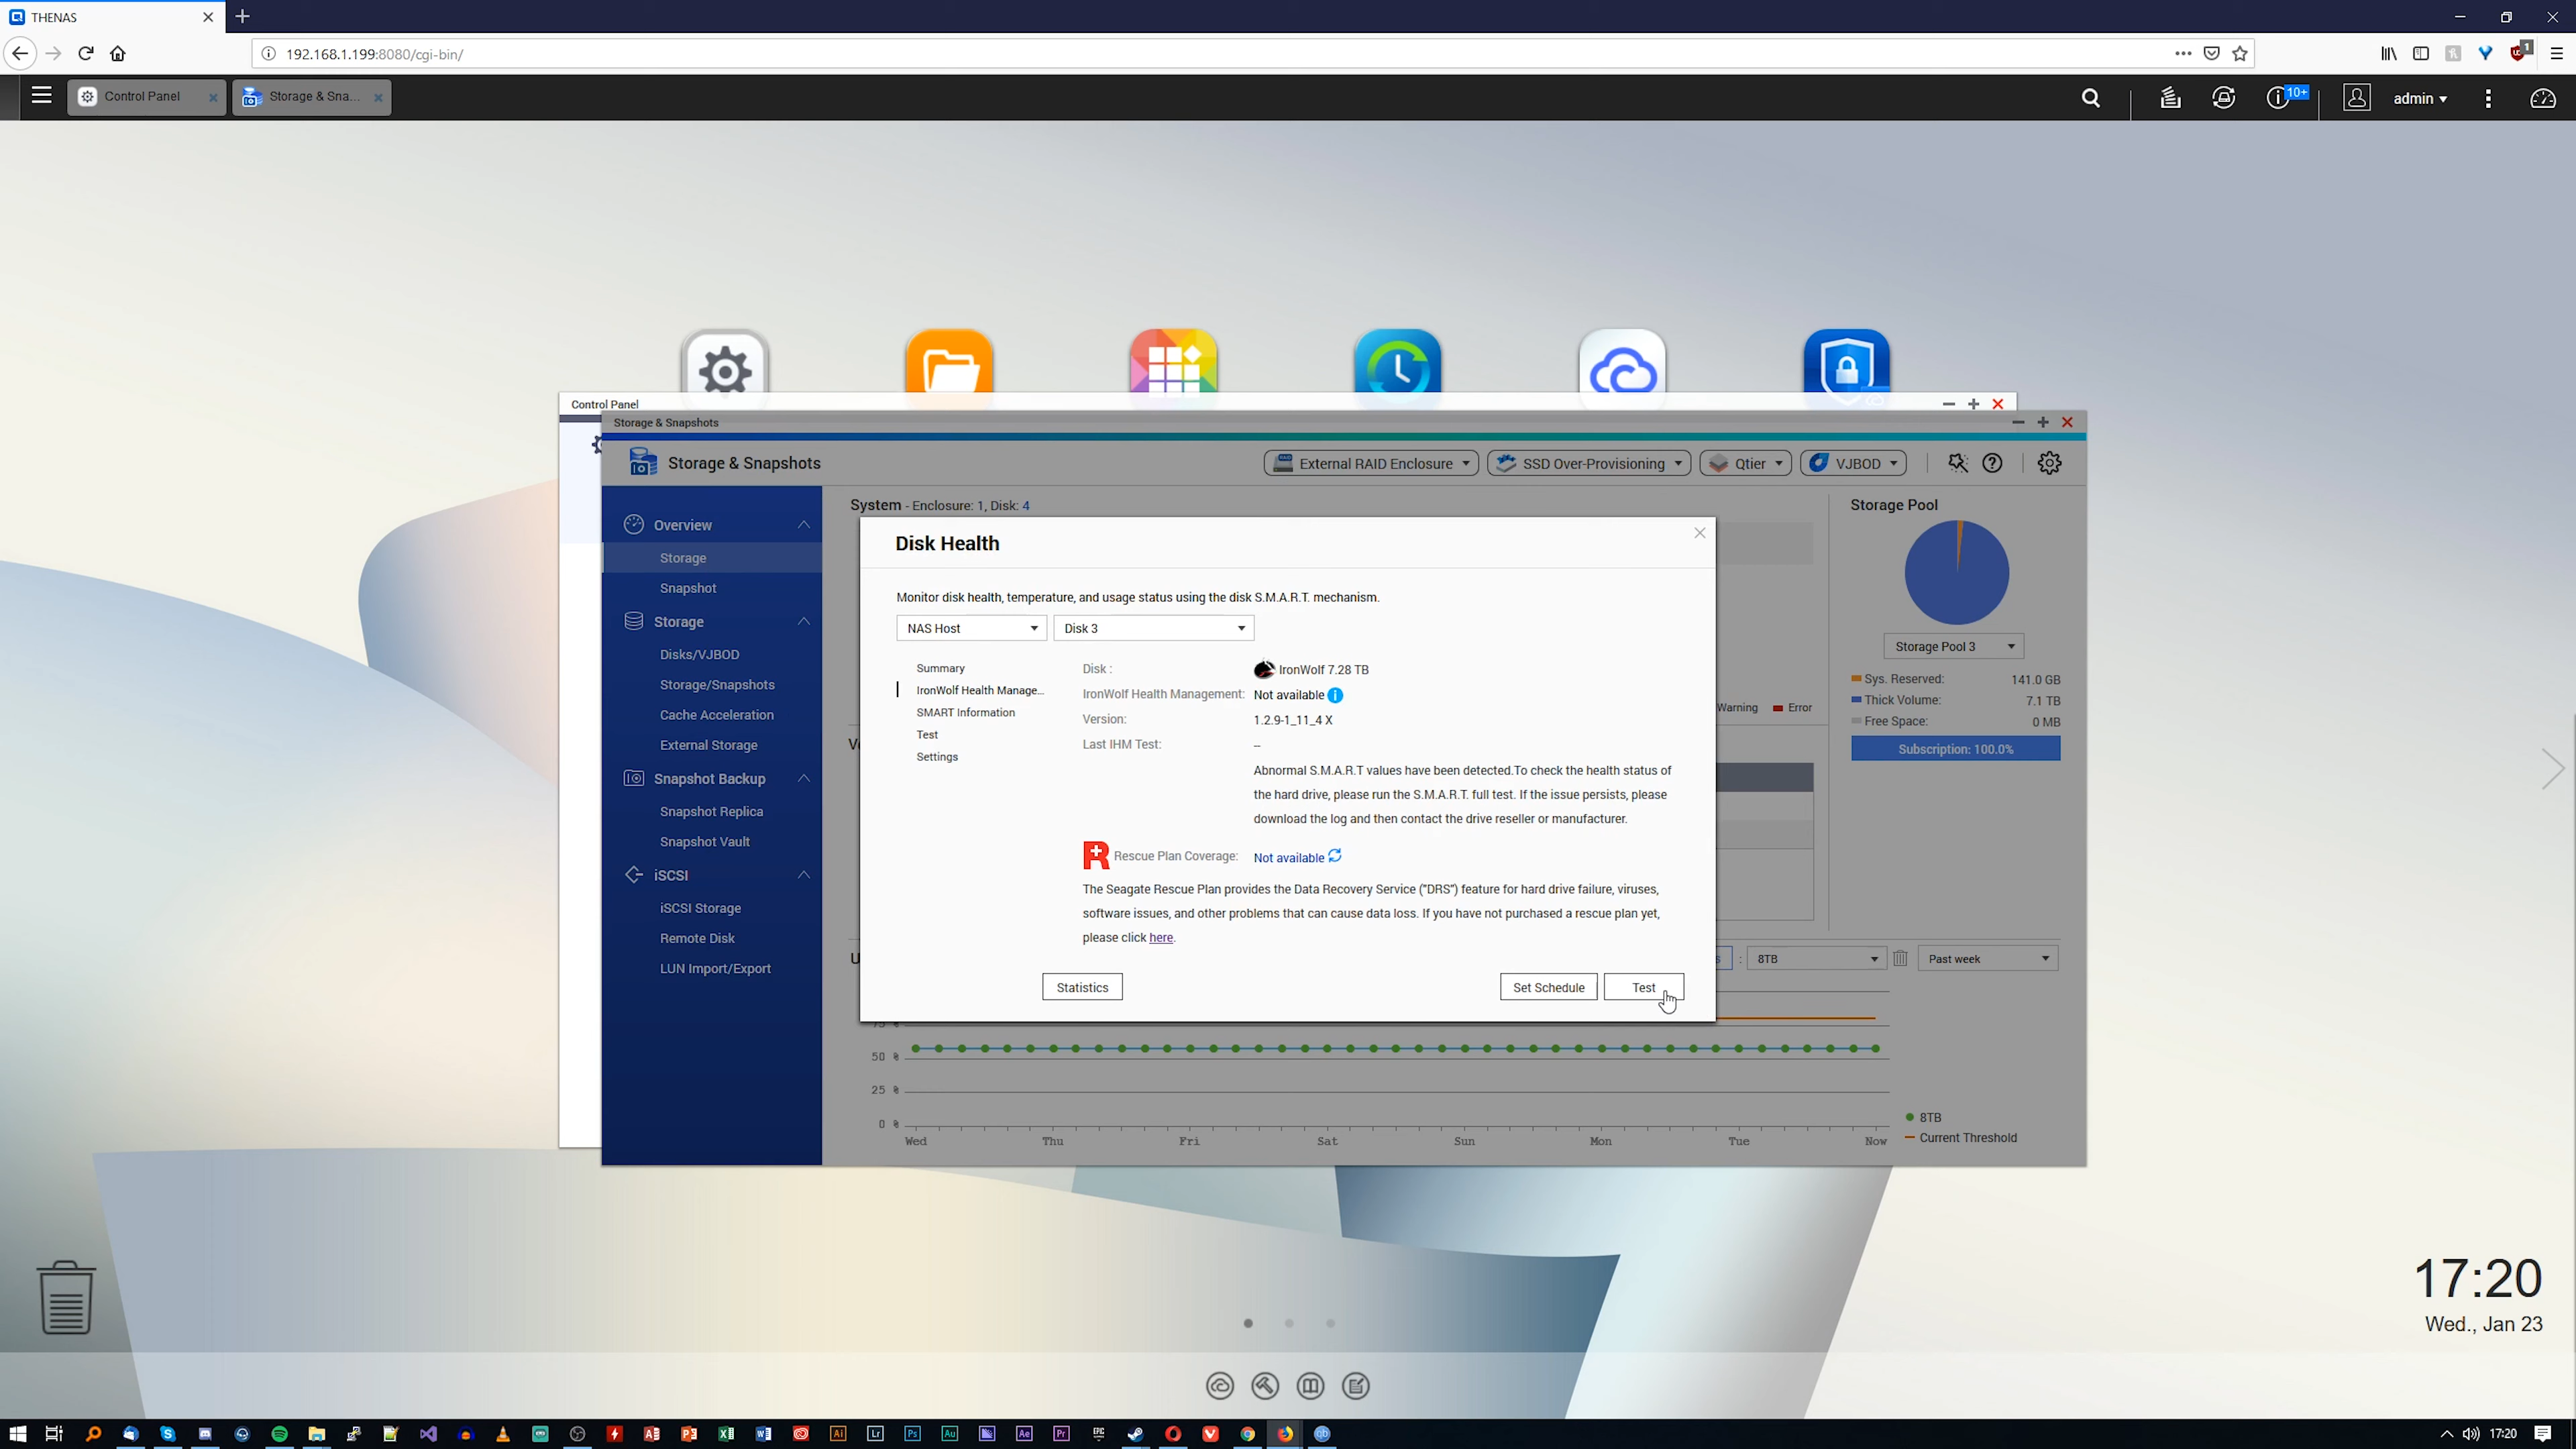 THENAS
192.168.1.199:8080/cgi-bin/
1
Control Panel
Storage & Sna...
10+
admin
Control Panel
Storage & Snapshots
Storage & Snapshots
External RAID Enclosure
SSD Over-Provisioning
Qtier
VJBOD
Overview
Storage
Snapshot
Storage
Disks/VJBOD
Storage/Snapshots
Cache Acceleration
External Storage
Snapshot Backup
Snapshot Replica
Snapshot Vault
iSCSI
iSCSI Storage
Remote Disk
LUN Import/Export
System - Enclosure: 1, Disk: 4
Disk Health
Monitor disk health, temperature, and usage status using the disk S.M.A.R.T. mechanism.
NAS Host
Disk 3
Summary
IronWolf Health Manage...
SMART Information
Test
Settings
Disk :
IronWolf 7.28 TB
IronWolf Health Management:
Not available
Version:
1.2.9-1_11_4 X
Last IHM Test:
--
Abnormal S.M.A.R.T values have been detected.To check the health status of
the hard drive, please run the S.M.A.R.T. full test. If the issue persists, please
download the log and then contact the drive reseller or manufacturer.
Rescue Plan Coverage:
Not available
The Seagate Rescue Plan provides the Data Recovery Service ("DRS") feature for hard drive failure, viruses,
software issues, and other problems that can cause data loss. If you have not purchased a rescue plan yet,
please click here.
Statistics
Set Schedule
Test
Warning
Error
Storage Pool
Storage Pool 3
Sys. Reserved: 141.0 GB
Thick Volume: 7.1 TB
Free Space: 0 MB
Subscription: 100.0%
: 8TB
Past week
75 %
50 %
25 %
0 %
Wed Thu Fri Sat Sun Mon Tue Now
8TB
Current Threshold
17:20
Wed., Jan 23
Ai
Lr
Ps
Au
Ae
Pr
EPIC
qb
17:20